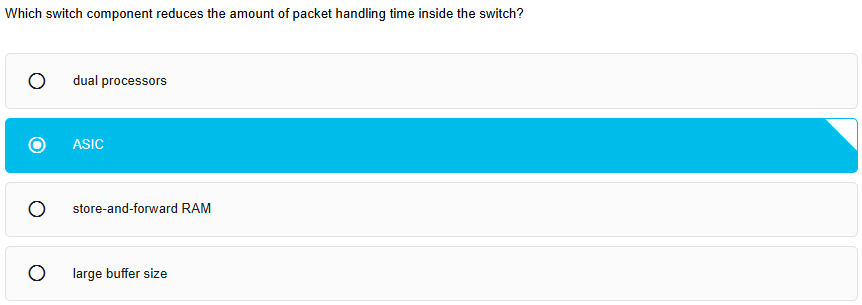 Which switch component reduces the amount of packet handling time inside the switch?
dual processors
ASIC
store-and-forward RAM
large buffer size